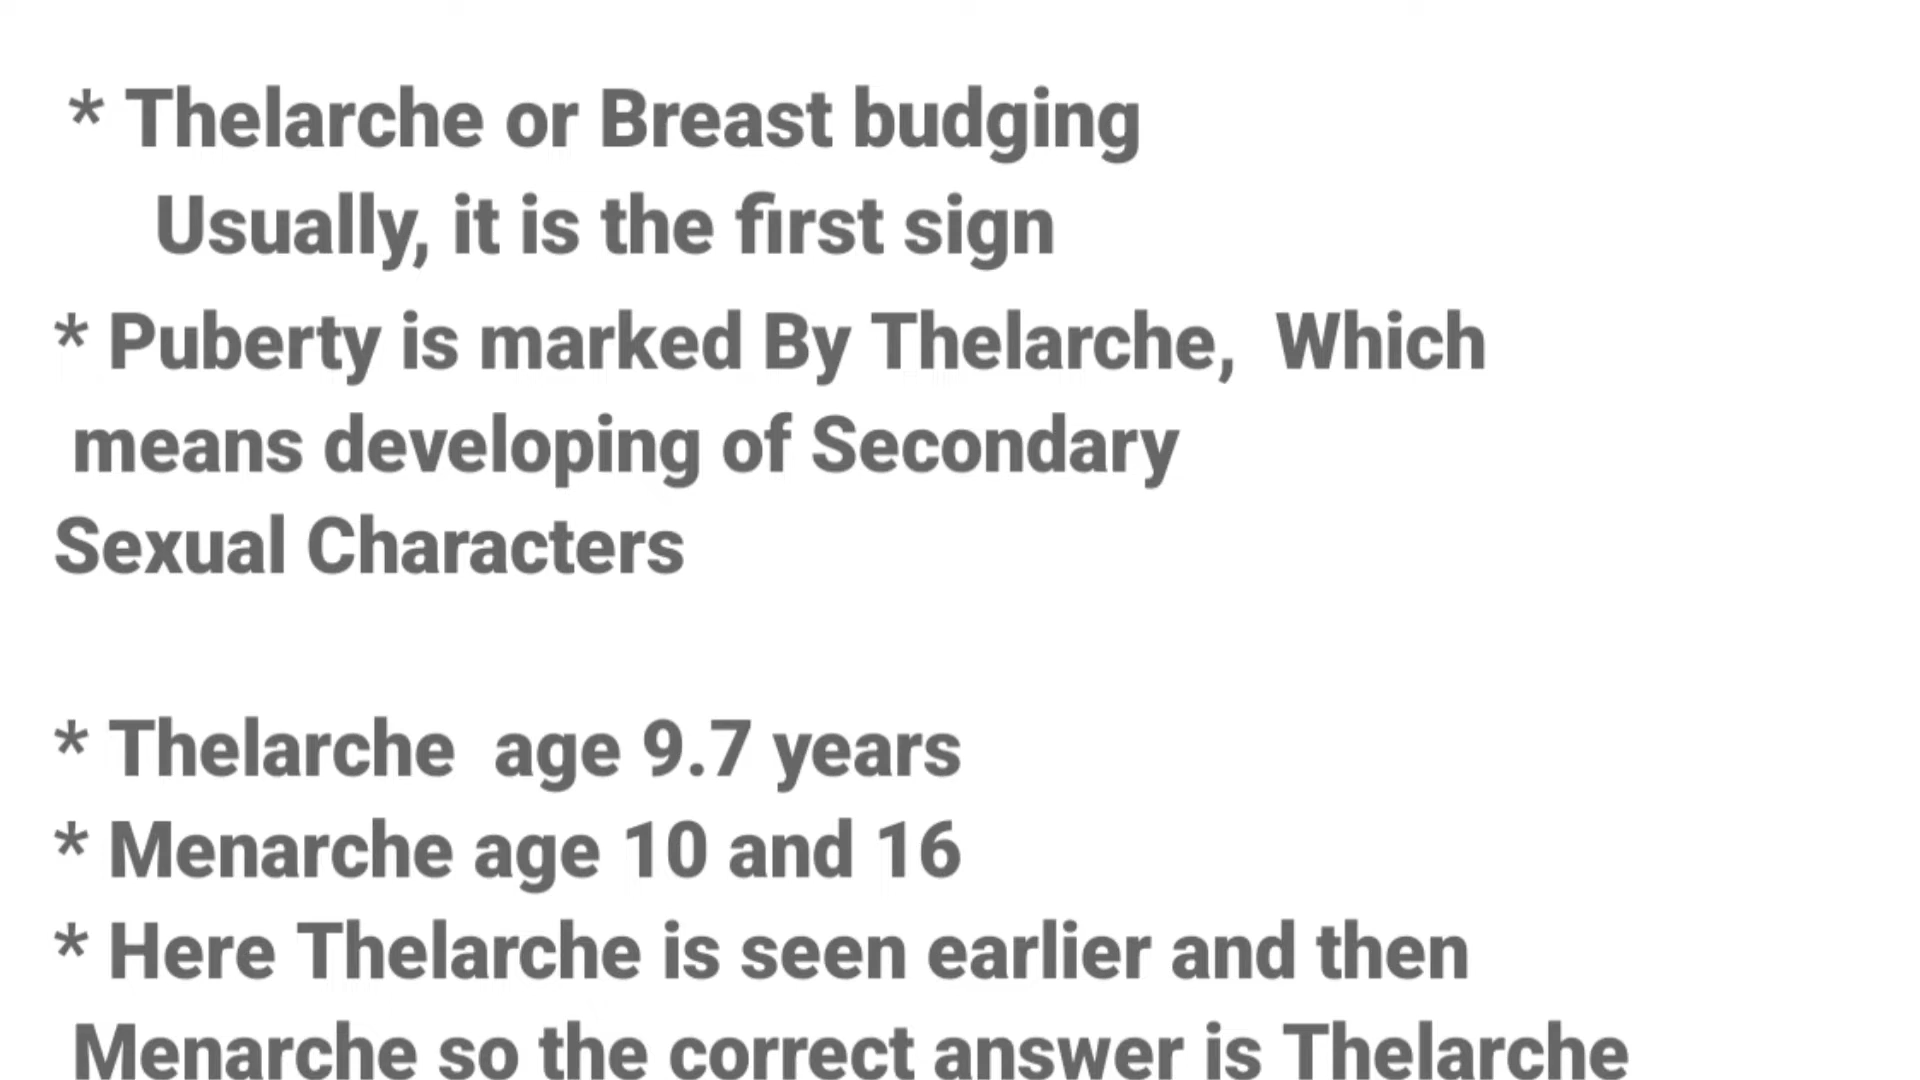 * Thelarche or Breast budging
Usually, it is the first sign
* Puberty is marked By Thelarche, Which
means developing of Secondary
Sexual Characters
* Thelarche age 9.7 years
* Menarche age 10 and 16
* Here Thelarche is seen earlier and then
Menarche so the correct answer is Thelarche